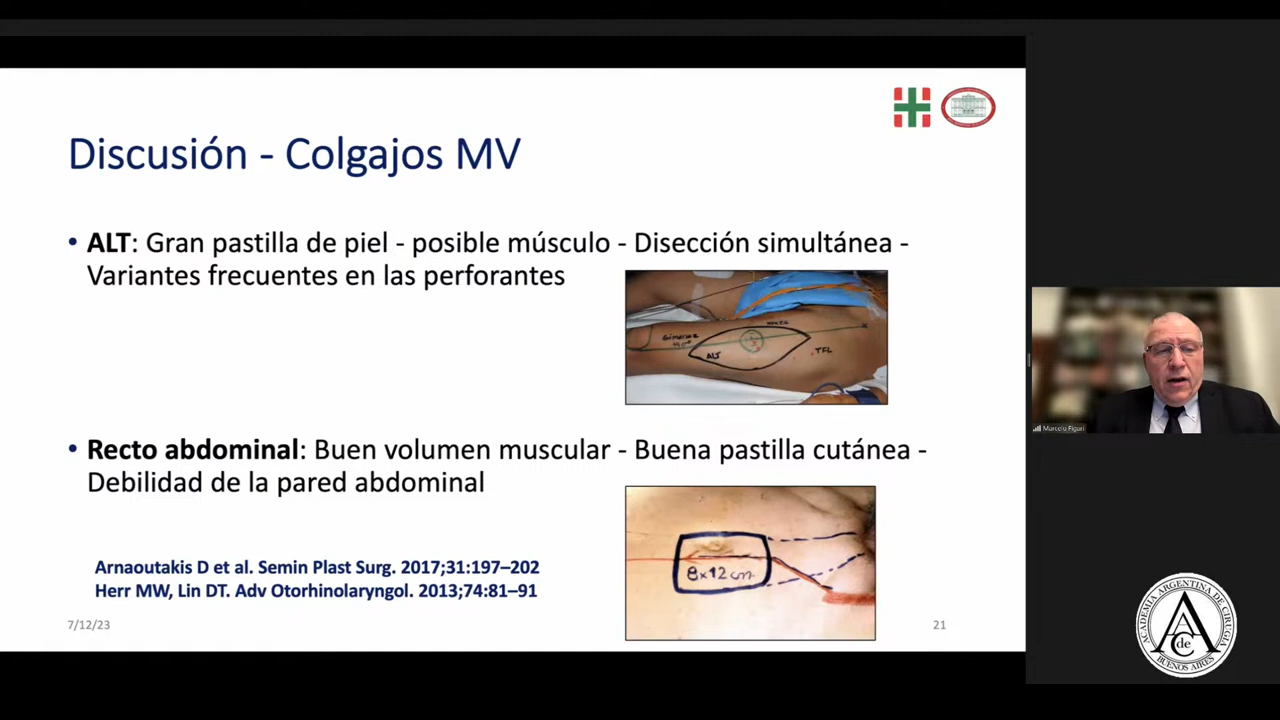 Discusión - Colgajos MV
• ALT: Gran pastilla de piel - posible músculo - Disección simultánea -
Variantes frecuentes en las perforantes
ALT
TFL
• Recto abdominal: Buen volumen muscular - Buena pastilla cutánea -
Debilidad de la pared abdominal
8x12cm
Arnaoutakis D et al. Semin Plast Surg. 2017;31:197–202
Herr MW, Lin DT. Adv Otorhinolaryngol. 2013;74:81–91
7/12/23
21
Marcelo Figari
ACADEMIA ARGENTINA DE CIRUGÍA
A de C
BUENOS AIRES